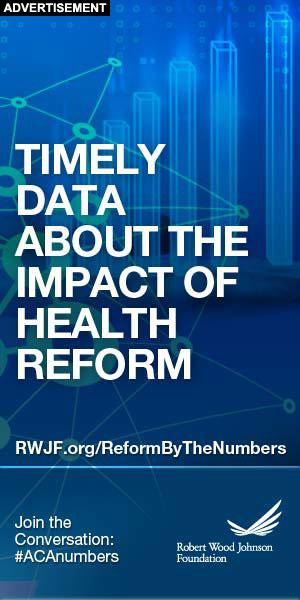 ADVERTISEMENT
TIMELY
DATA
ABOUT THE
IMPACT OF
HEALTH
REFORM
RWJF.org/ReformByTheNumbers
Join the
Conversation:
#ACAnumbers
Robert Wood Johnson
Foundation